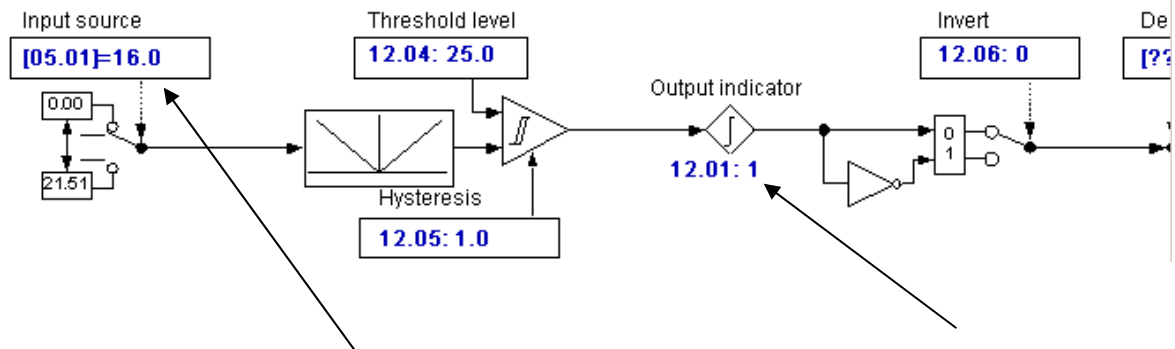 Input source
[05.01]=16.0
0.00
21.51
Threshold level
12.04: 25.0
Hysteresis
12.05: 1.0
Output indicator
12.01: 1
0
1
Invert
12.06: 0
De
[??